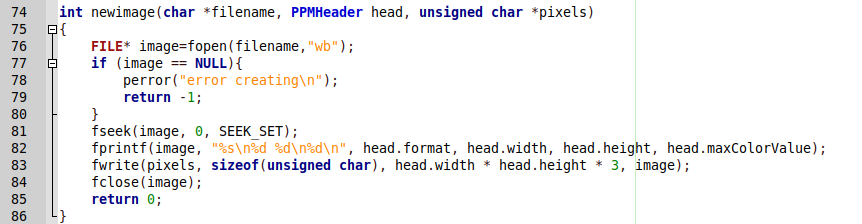 74 int newimage(char *filename, PPMHeader head, unsigned char *pixels)
75 {
76 FILE* image=fopen(filename,"wb");
77 if (image == NULL){
78 perror("error creating\n");
79 return -1;
80 }
81 fseek(image, 0, SEEK_SET);
82 fprintf(image, "%s\n%d %d\n%d\n", head.format, head.width, head.height, head.maxColorValue);
83 fwrite(pixels, sizeof(unsigned char), head.width * head.height * 3, image);
84 fclose(image);
85 return 0;
86 }